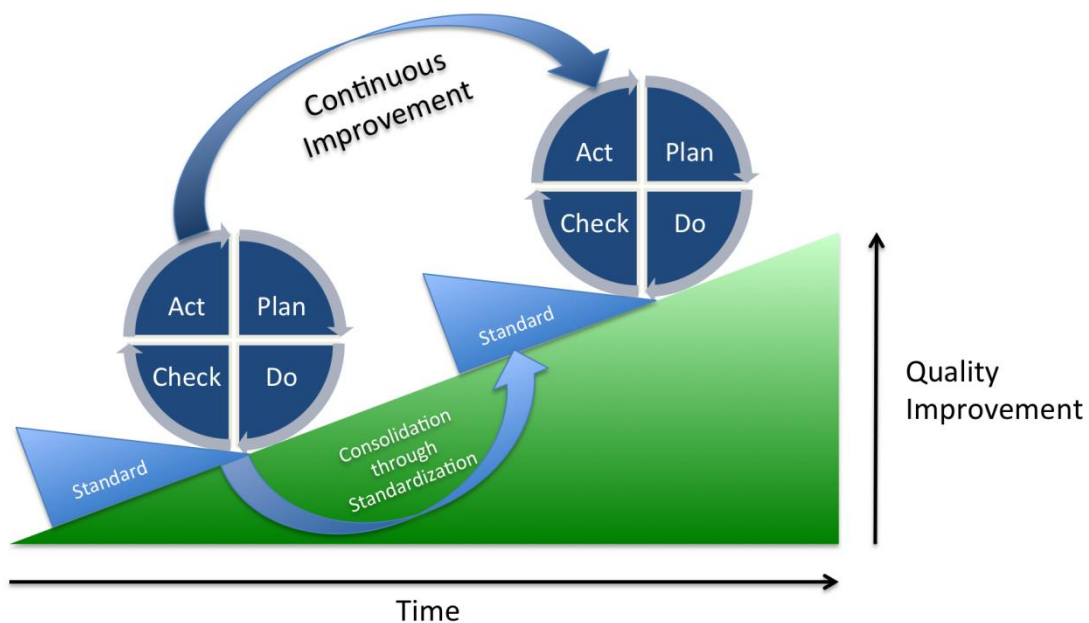 Continuous
Improvement
Act
Plan
Check
Do
Standard
Act
Plan
Check
Do
Standard
Consolidation
through
Standardization
Quality
Improvement
Time